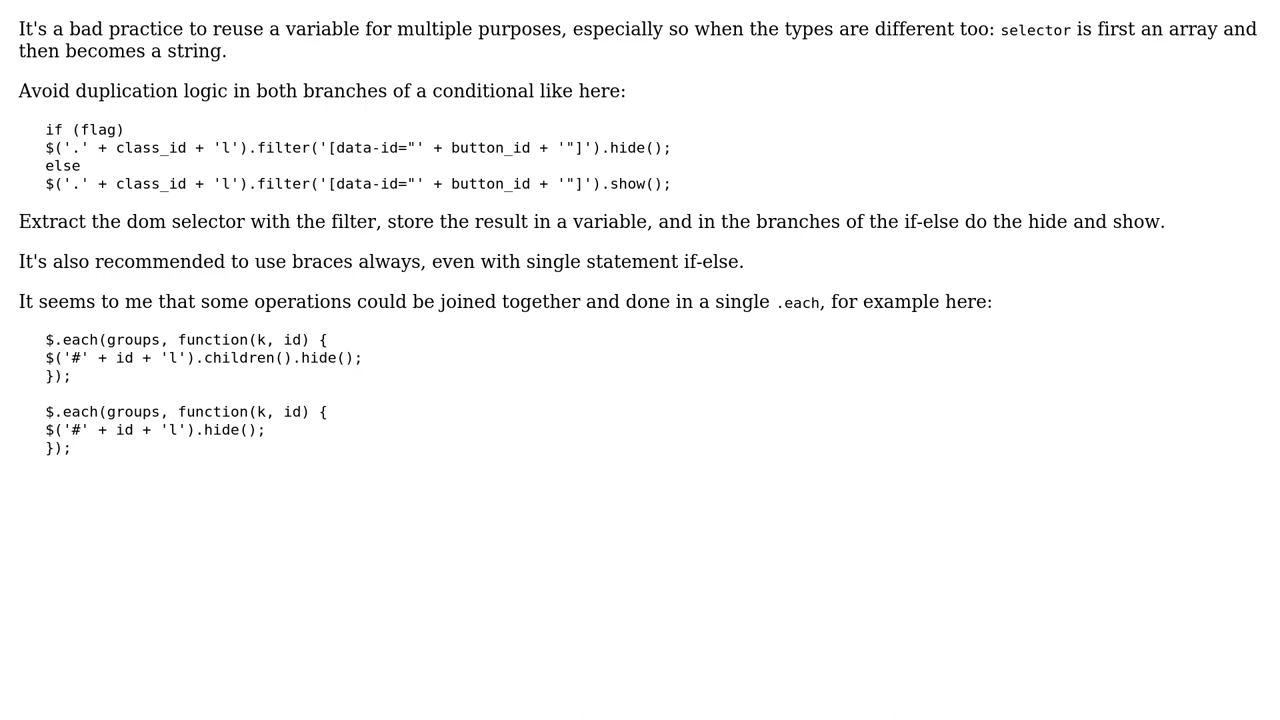 It's a bad practice to reuse a variable for multiple purposes, especially so when the types are different too: selector is first an array and
then becomes a string.
Avoid duplication logic in both branches of a conditional like here:
if (flag)
$('.' + class_id + 'l').filter('[data-id="' + button_id + '"]').hide();
else
$('.' + class_id + 'l').filter('[data-id="' + button_id + '"]').show();
Extract the dom selector with the filter, store the result in a variable, and in the branches of the if-else do the hide and show.
It's also recommended to use braces always, even with single statement if-else.
It seems to me that some operations could be joined together and done in a single .each, for example here:
$.each(groups, function(k, id) {
$('#' + id + 'l').children().hide();
});
$.each(groups, function(k, id) {
$('#' + id + 'l').hide();
});